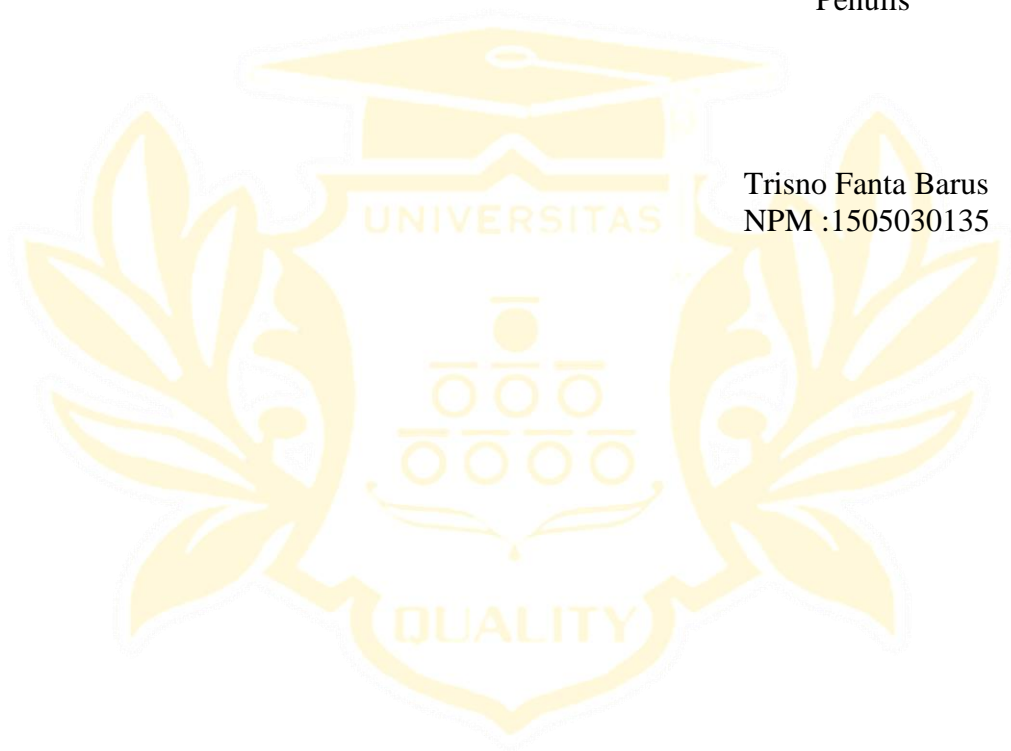 Penulis
Trisno Fanta Barus
NPM :1505030135
UNIVERSITAS
QUALITY